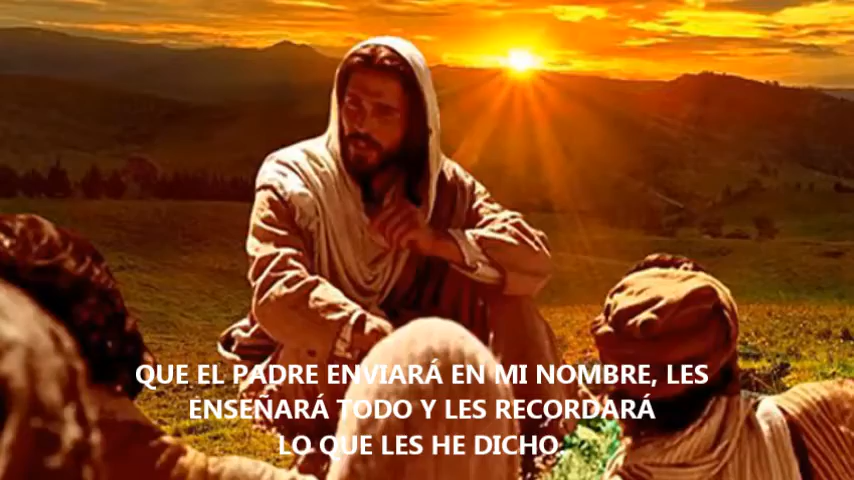 QUE EL PADRE ENVIARÁ EN MI NOMBRE, LES
ENSEÑARÁ TODO Y LES RECORDARÁ
LO QUE LES HE DICHO.